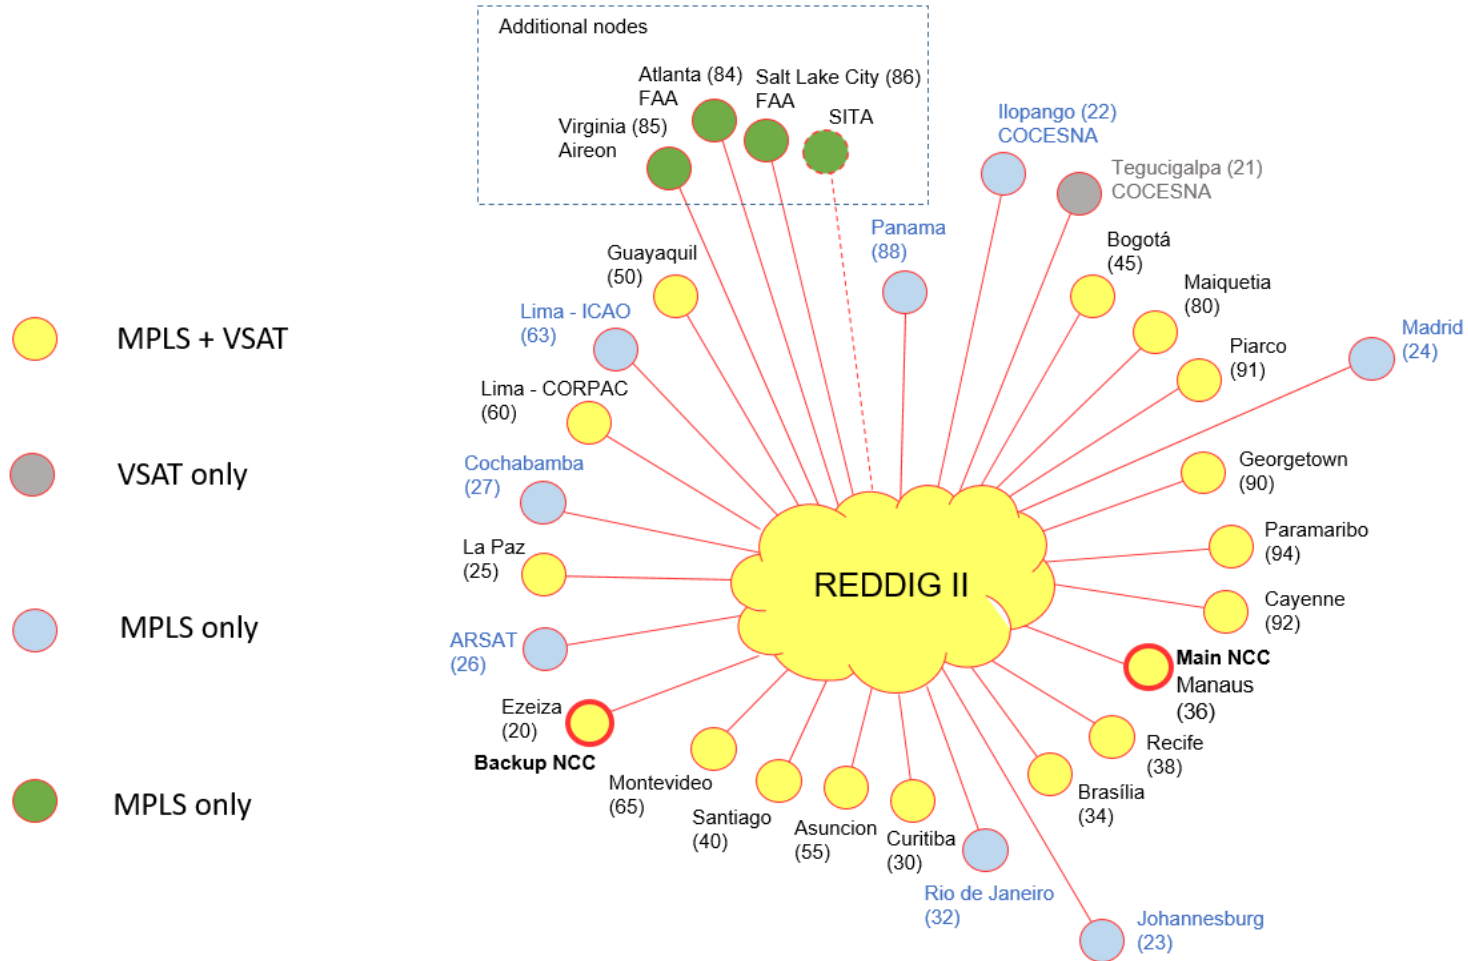 Additional nodes
Atlanta (84)
FAA
Salt Lake City (86)
FAA
SITA
Virginia (85)
Aireon
Ilopango (22)
COCESNA
Tegucigalpa (21)
COCESNA
Panama
(88)
Bogotá
(45)
Guayaquil
(50)
Maiquetia
(80)
Lima - ICAO
(63)
Madrid
(24)
Piarco
(91)
MPLS + VSAT
Lima - CORPAC
(60)
Georgetown
(90)
Cochabamba
(27)
VSAT only
Paramaribo
(94)
La Paz
(25)
REDDIG II
Cayenne
(92)
MPLS only
ARSAT
(26)
Main NCC
Manaus
(36)
Ezeiza
(20)
Backup NCC
Recife
(38)
Montevideo
(65)
Brasília
(34)
MPLS only
Santiago
(40)
Asuncion
(55)
Curitiba
(30)
Rio de Janeiro
(32)
Johannesburg
(23)